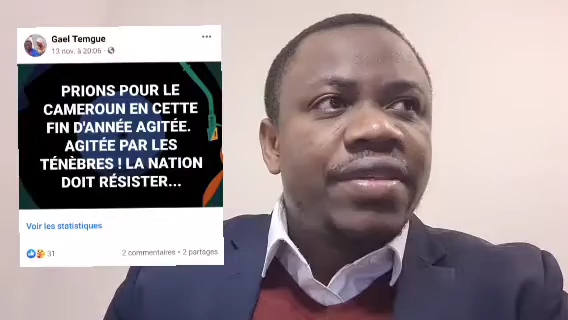 Gael Temgue
13 nov. à 20:06
PRIONS POUR LE
CAMEROUN EN CETTE
FIN D'ANNÉE AGITÉE.
AGITÉE PAR LES
TÉNÈBRES ! LA NATION
DOIT RÉSISTER...
Voir les statistiques
31
2 commentaires • 2 partages